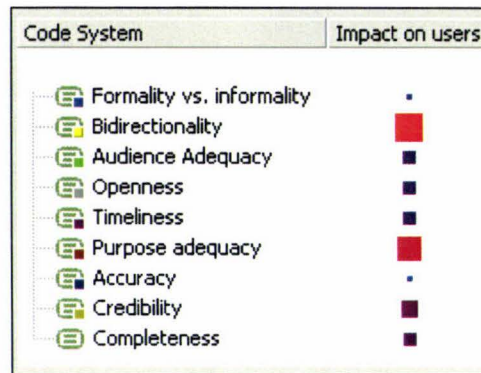 Code System Impact on users
Formality vs. informality
Bidirectionality
Audience Adequacy
Openness
Timeliness
Purpose adequacy
Accuracy
Credibility
Completeness